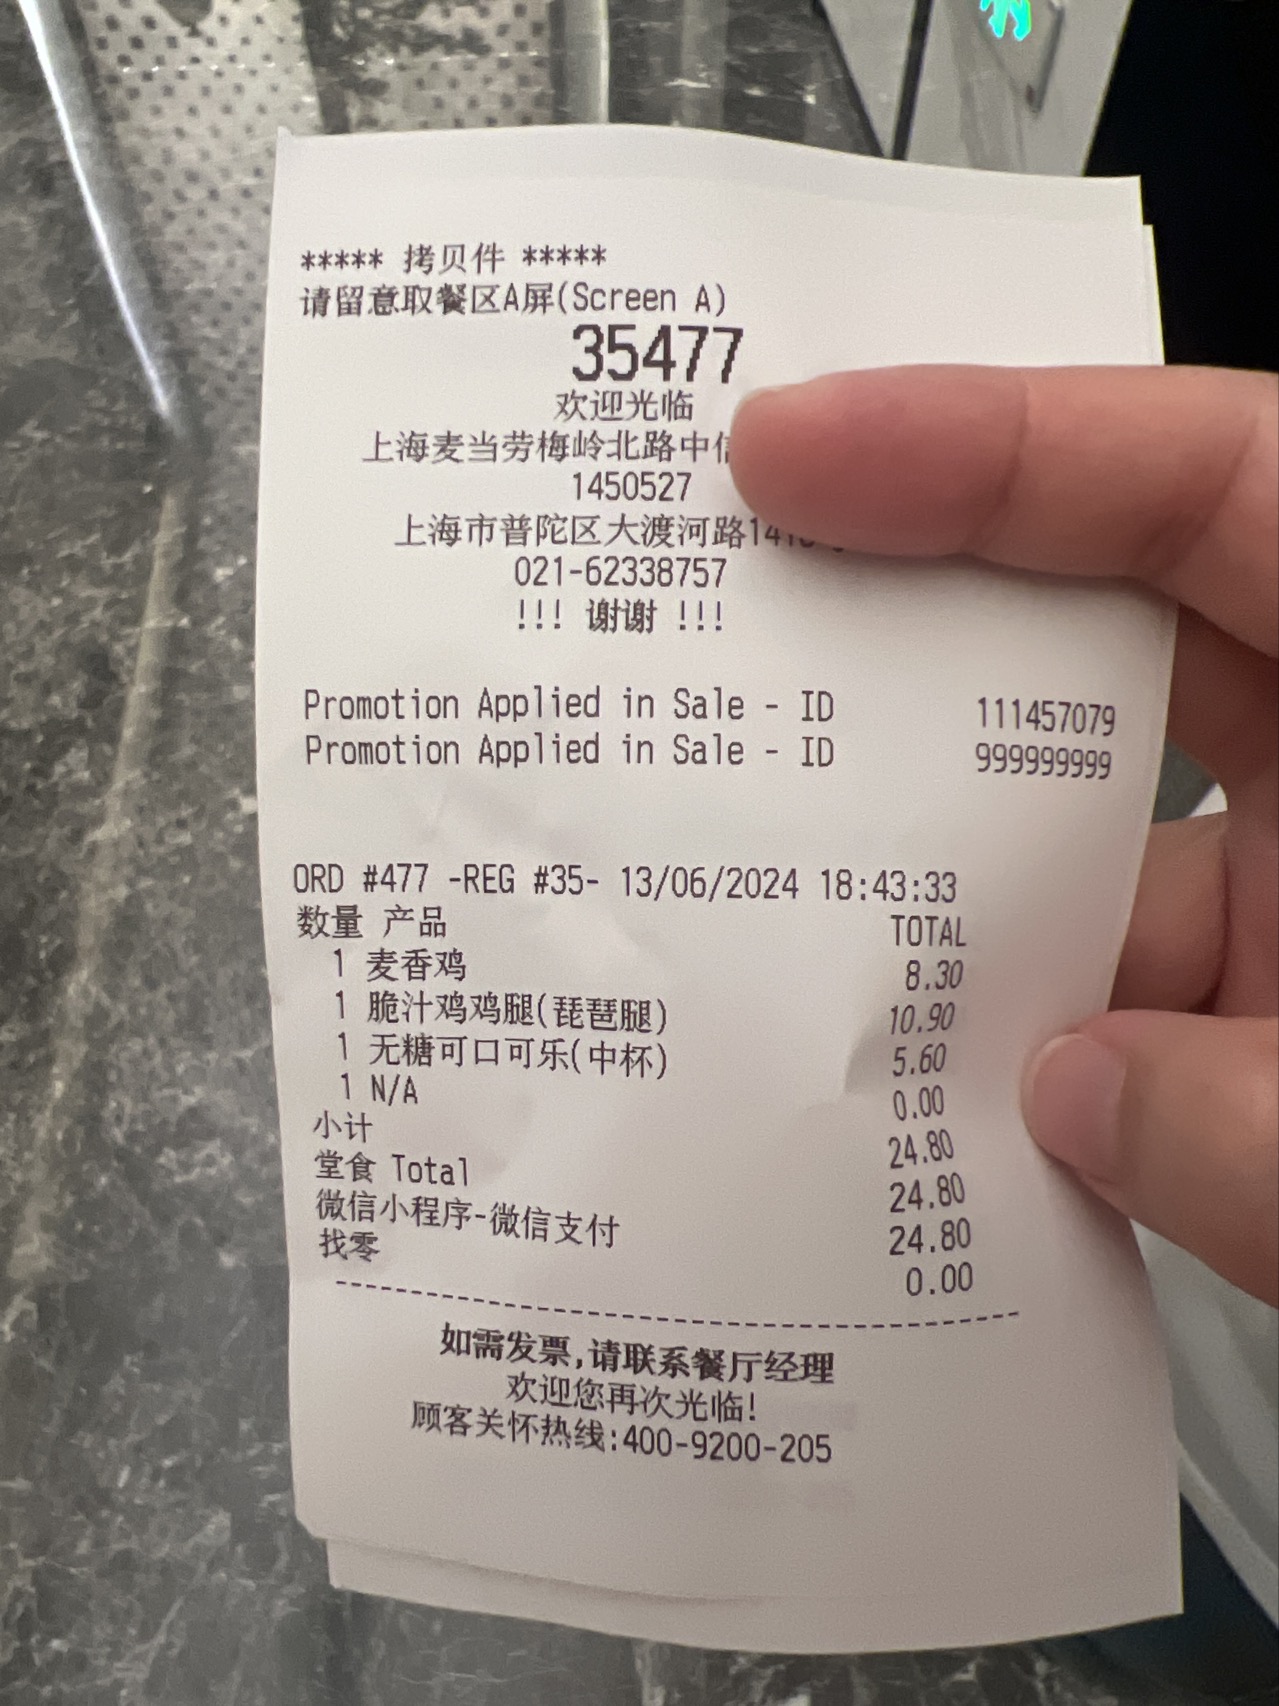 ***** 拷贝件 *****
请留意取餐区A屏(Screen A)
35477
欢迎光临
上海麦当劳梅岭北路中信
1450527
上海市普陀区大渡河路14
021-62338757
!!! 谢谢 !!!
Promotion Applied in Sale - ID 111457079
Promotion Applied in Sale - ID 999999999
ORD #477 -REG #35- 13/06/2024 18:43:33
数量 产品 TOTAL
1 麦香鸡 8.30
1 脆汁鸡鸡腿(琵琶腿) 10.90
1 无糖可口可乐(中杯) 5.60
1 N/A 0.00
小计 24.80
堂食 Total 24.80
微信小程序-微信支付 24.80
找零 0.00
如需发票,请联系餐厅经理
欢迎您再次光临!
顾客关怀热线:400-9200-205